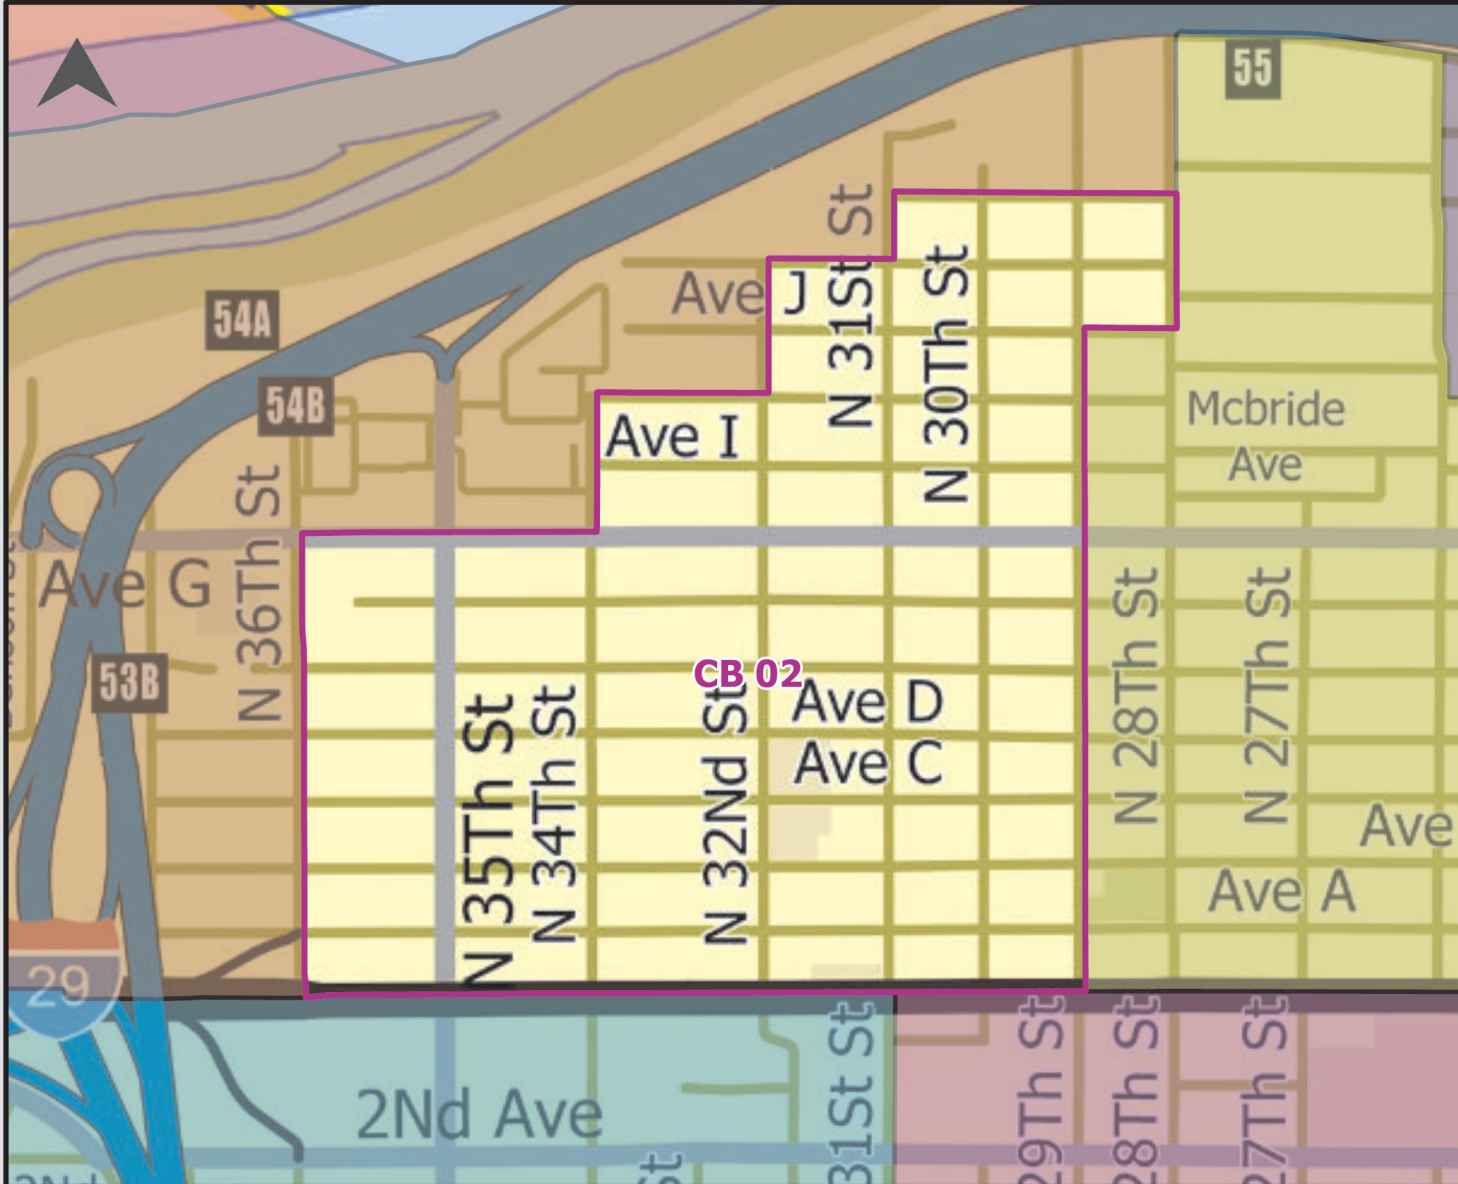 55
N 31St St
Ave J
N 30Th St
54A
54B
Mcbride
Ave
Ave I
N 36Th St
Ave G
53B
CB 02
Ave D
Ave C
N 35Th St
N 34Th St
N 32Nd St
N 28Th St
N 27Th St
Ave
Ave A
29
2Nd Ave
31St St
29Th St
28Th St
27Th St
St
2Nd